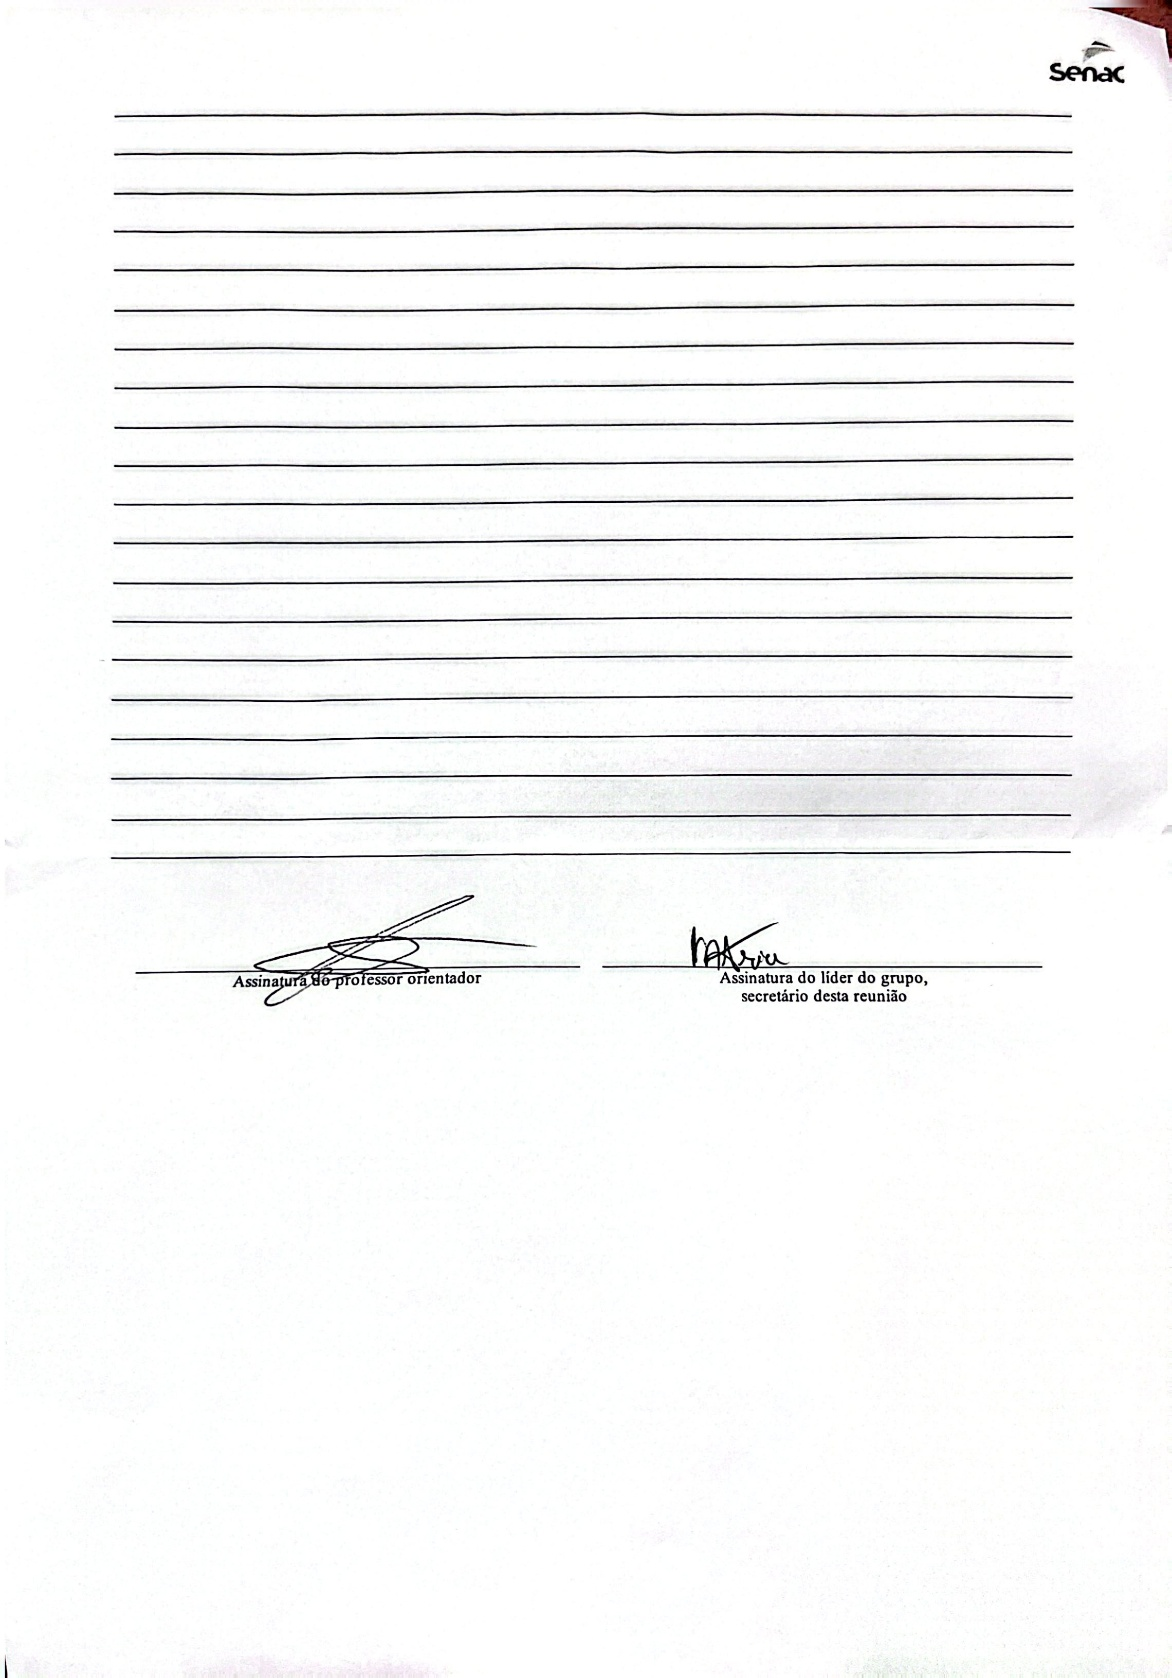 Senac
Assinatura do professor orientador
Assinatura do líder do grupo,
secretário desta reunião